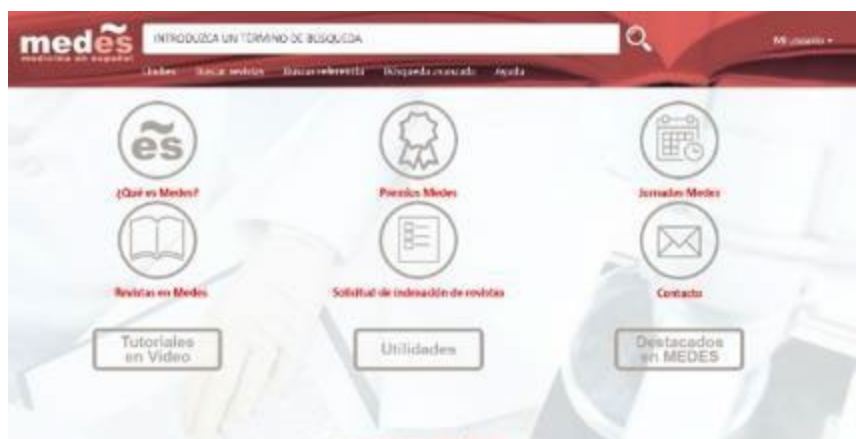 medes
medicina en español
INTRODUZCA UN TÉRMINO DE BÚSQUEDA
Mi usuario
Buscar revistas Buscar referencia Búsqueda avanzada Ayuda
es
¿Qué es Medes?
Premios Medes
Jornadas Medes
Revistas en Medes
Solicitud de indexación de revistas
Contacto
Tutoriales
en Video
Utilidades
Destacados
en MEDES